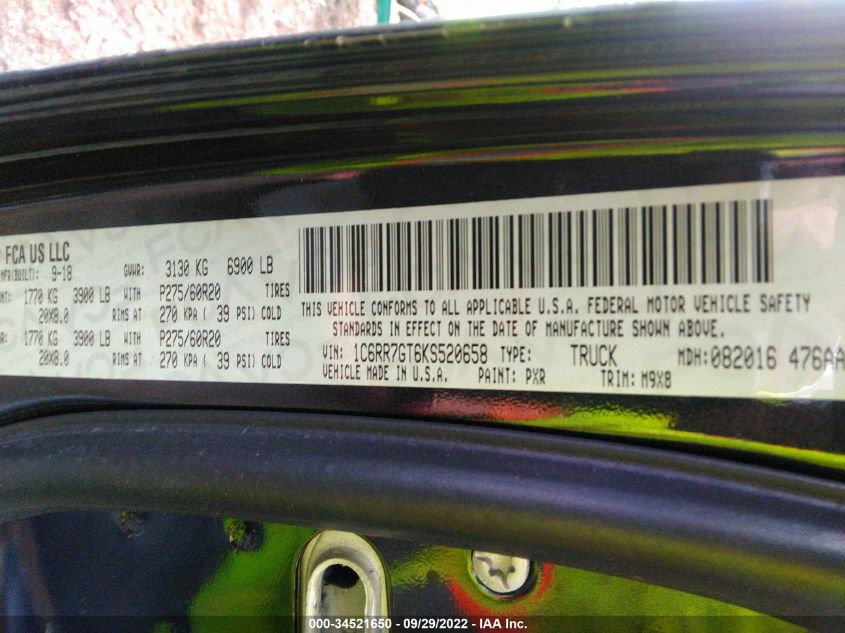 FCA US LLC
MFR(BUILT): 9-18 GVWR: 3130 KG 6900 LB
1770 KG 3900 LB WITH P275/60R20 TIRES
20X8.0 RIMS AT 270 KPA ( 39 PSI) COLD
1770 KG 3900 LB WITH P275/60R20 TIRES
20X8.0 RIMS AT 270 KPA ( 39 PSI) COLD
THIS VEHICLE CONFORMS TO ALL APPLICABLE U.S.A. FEDERAL MOTOR VEHICLE SAFETY
STANDARDS IN EFFECT ON THE DATE OF MANUFACTURE SHOWN ABOVE.
VIN: 1C6RR7GT6KS520658 TYPE: TRUCK MDH:082016 476AA
VEHICLE MADE IN U.S.A. PAINT: PXR TRIM: M9X8
000-34521650 - 09/29/2022 - IAA Inc.